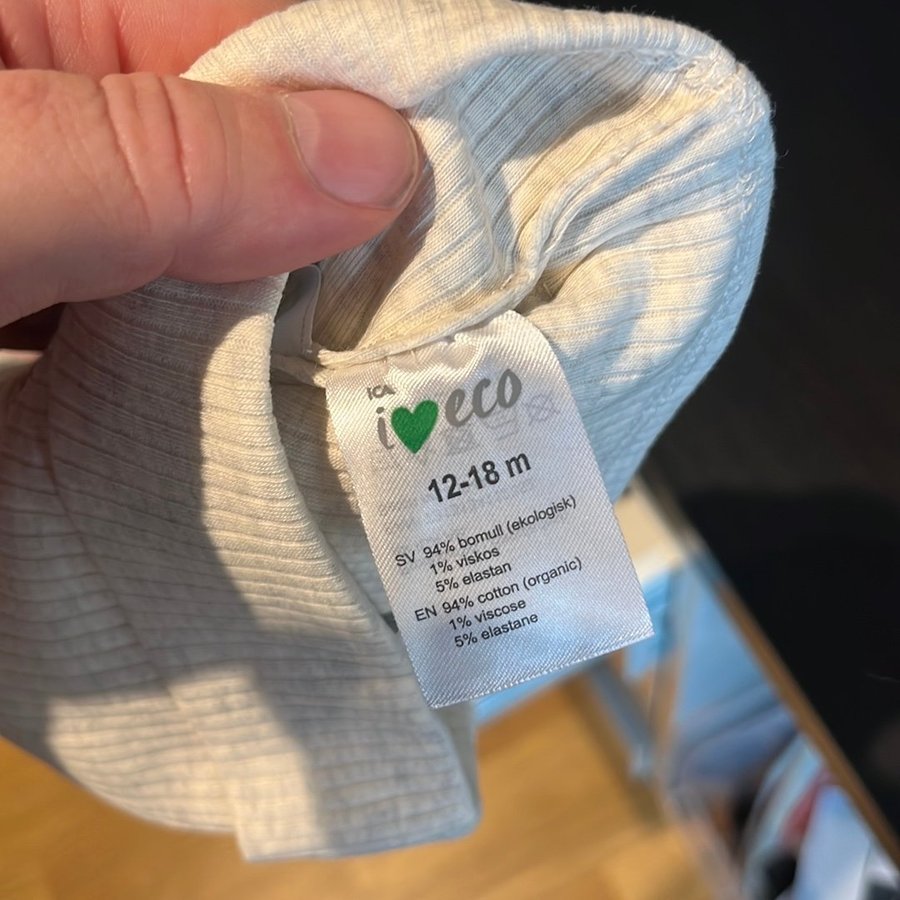 ICA
i♥eco
12-18 m
SV 94% bomull (ekologisk)
1% viskos
5% elastan
EN 94% cotton (organic)
1% viscose
5% elastane